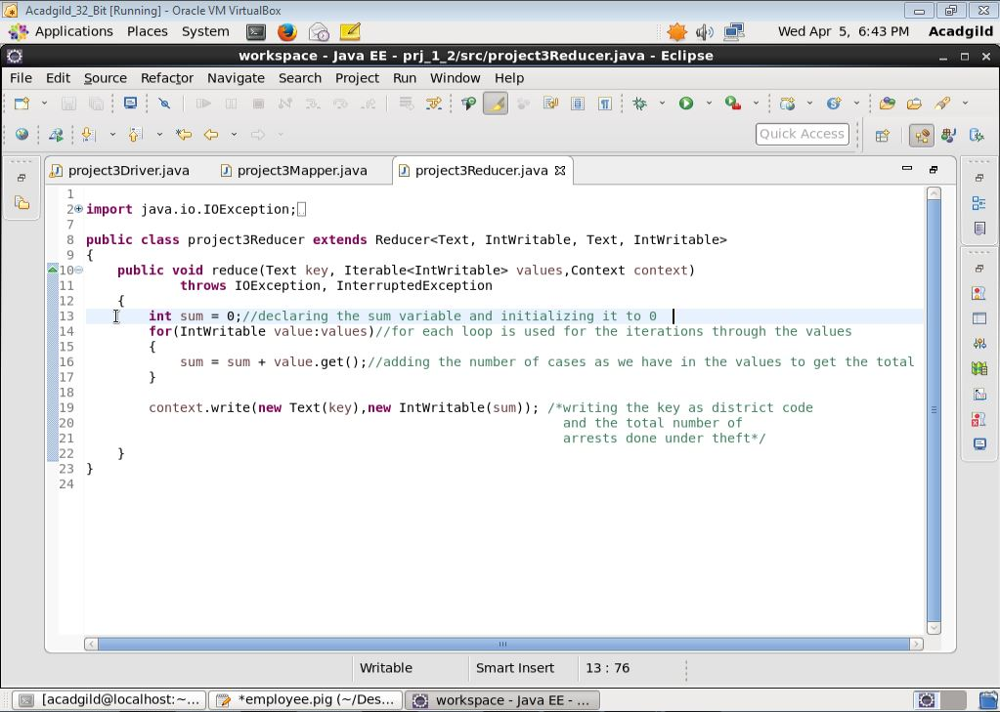 Acadgild_32_Bit [Running] - Oracle VM VirtualBox
Applications Places System Wed Apr 5, 6:43 PM Acadgild
workspace - Java EE - prj_1_2/src/project3Reducer.java - Eclipse
File Edit Source Refactor Navigate Search Project Run Window Help
Quick Access
project3Driver.java project3Mapper.java project3Reducer.java
1
2 import java.io.IOException;
7
8 public class project3Reducer extends Reducer<Text, IntWritable, Text, IntWritable>
9 {
10 public void reduce(Text key, Iterable<IntWritable> values,Context context)
11 throws IOException, InterruptedException
12 {
13 int sum = 0;//declaring the sum variable and initializing it to 0
14 for(IntWritable value:values)//for each loop is used for the iterations through the values
15 {
16 sum = sum + value.get();//adding the number of cases as we have in the values to get the total
17 }
18
19 context.write(new Text(key),new IntWritable(sum)); /*writing the key as district code
20 and the total number of
21 arrests done under theft*/
22 }
23 }
24
Writable Smart Insert 13 : 76
[acadgild@localhost:~... *employee.pig (~/Des... workspace - Java EE - ...